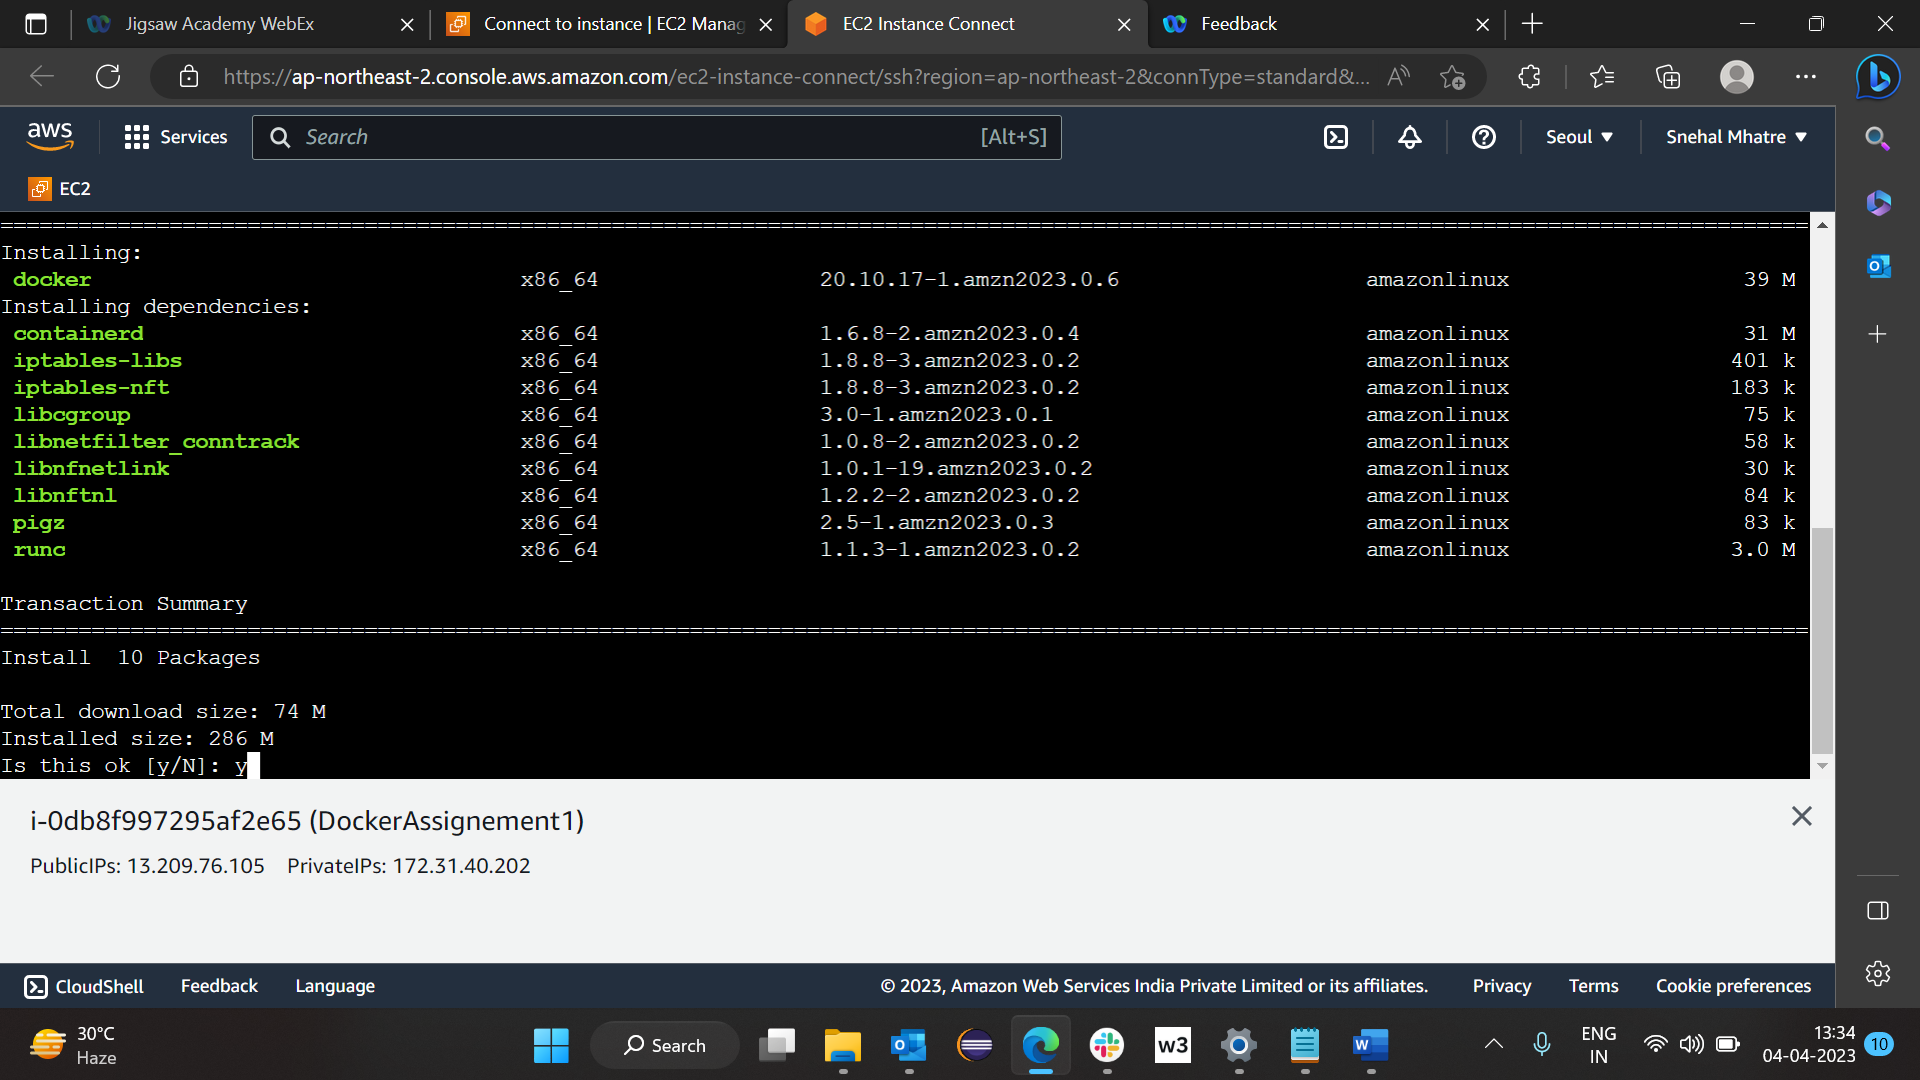 Jigsaw Academy WebEx
Connect to instance | EC2 Manag
EC2 Instance Connect
Feedback
https://ap-northeast-2.console.aws.amazon.com/ec2-instance-connect/ssh?region=ap-northeast-2&connType=standard&...
aws
Services
Search
[Alt+S]
Seoul
Snehal Mhatre
EC2
Installing:
docker x86_64 20.10.17-1.amzn2023.0.6 amazonlinux 39 M
Installing dependencies:
containerd x86_64 1.6.8-2.amzn2023.0.4 amazonlinux 31 M
iptables-libs x86_64 1.8.8-3.amzn2023.0.2 amazonlinux 401 k
iptables-nft x86_64 1.8.8-3.amzn2023.0.2 amazonlinux 183 k
libcgroup x86_64 3.0-1.amzn2023.0.1 amazonlinux 75 k
libnetfilter_conntrack x86_64 1.0.8-2.amzn2023.0.2 amazonlinux 58 k
libnfnetlink x86_64 1.0.1-19.amzn2023.0.2 amazonlinux 30 k
libnftnl x86_64 1.2.2-2.amzn2023.0.2 amazonlinux 84 k
pigz x86_64 2.5-1.amzn2023.0.3 amazonlinux 83 k
runc x86_64 1.1.3-1.amzn2023.0.2 amazonlinux 3.0 M
Transaction Summary
Install 10 Packages
Total download size: 74 M
Installed size: 286 M
Is this ok [y/N]: y
i-0db8f997295af2e65 (DockerAssignement1)
PublicIPs: 13.209.76.105 PrivateIPs: 172.31.40.202
CloudShell
Feedback
Language
© 2023, Amazon Web Services India Private Limited or its affiliates.
Privacy
Terms
Cookie preferences
30°C
Haze
Search
w3
ENG
IN
13:34
04-04-2023
10